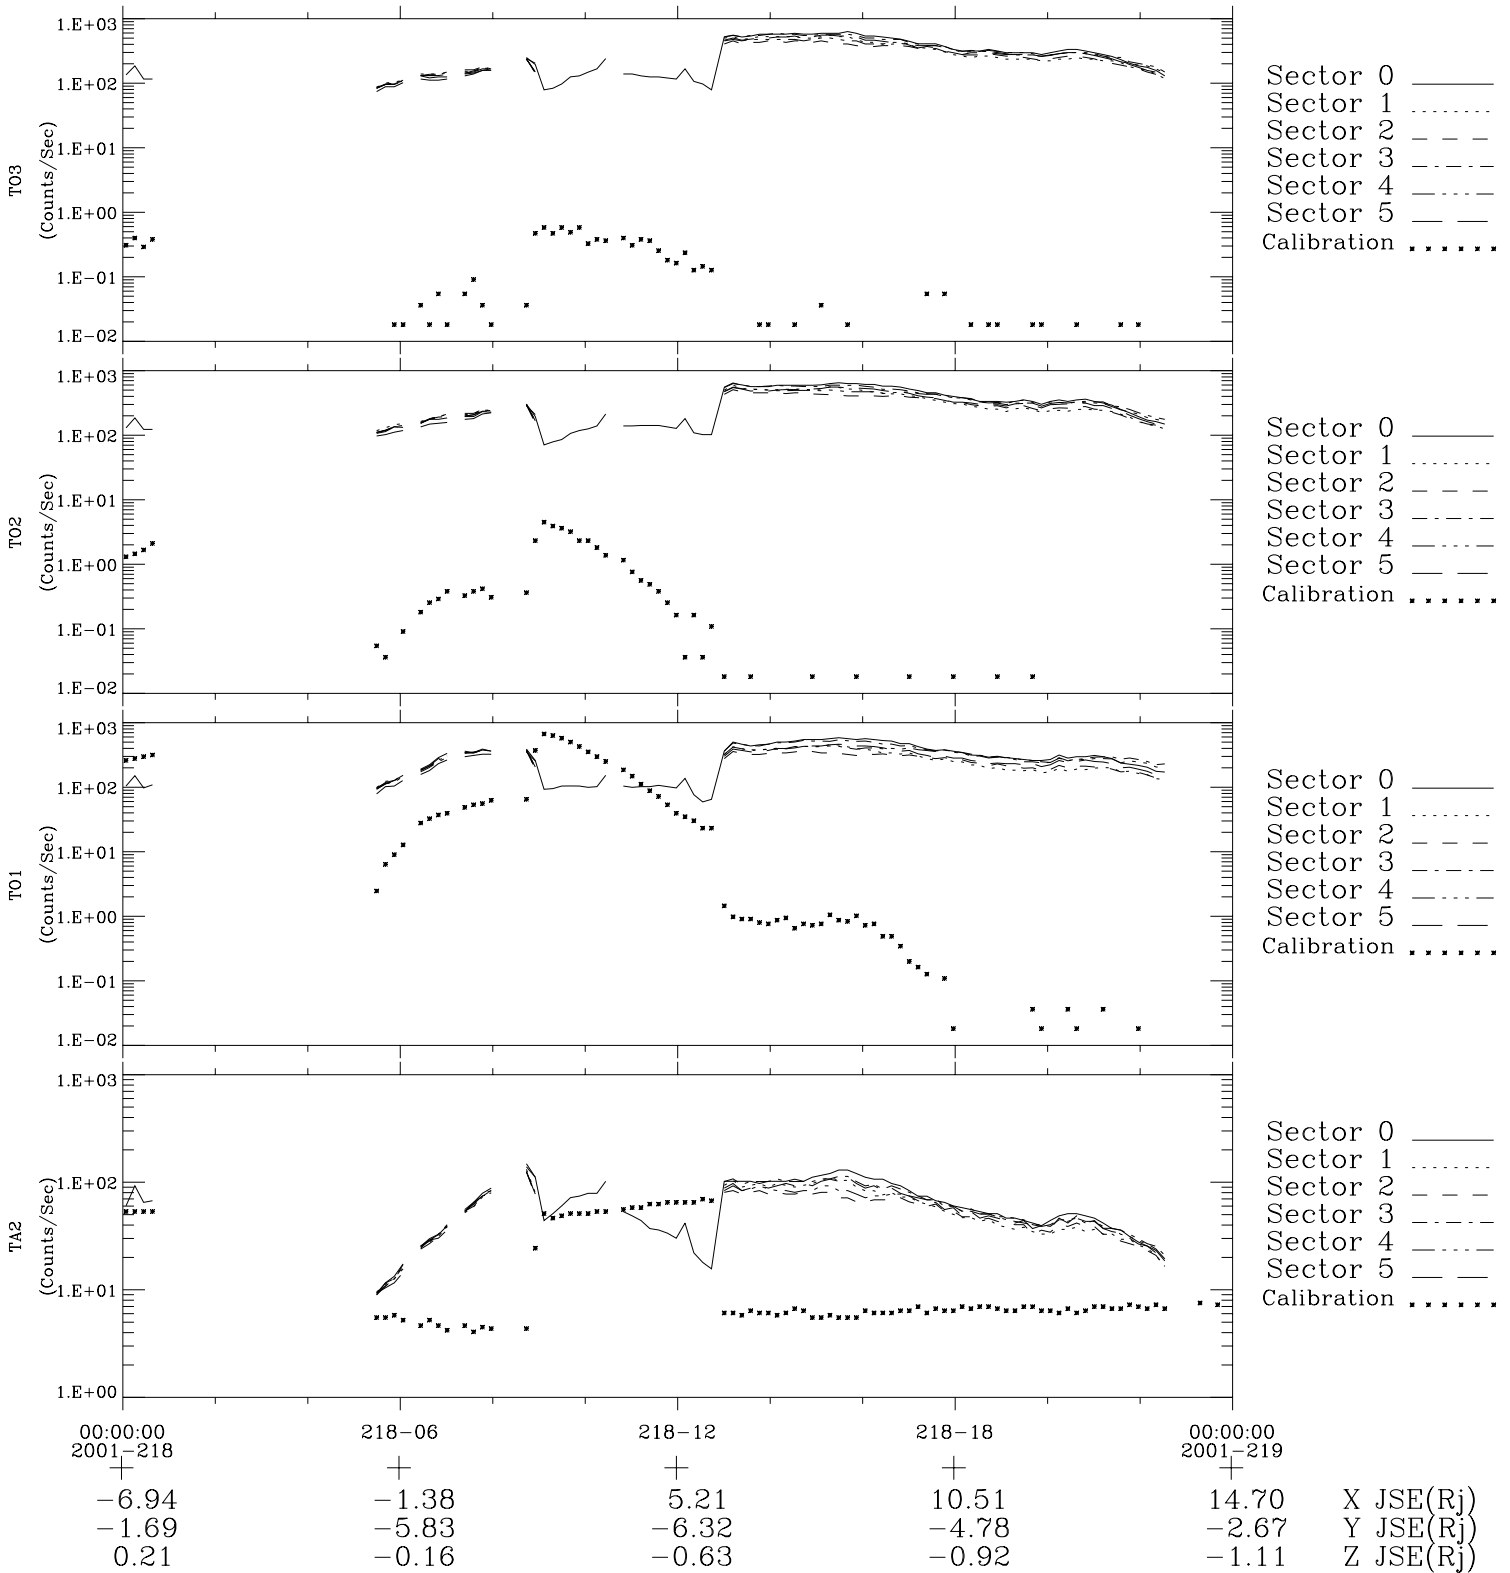 1.E+03
1.E+02
1.E+01
1.E+00
1.E-01
1.E-02
TO3
(Counts/Sec)
Sector 0
Sector 1
Sector 2
Sector 3
Sector 4
Sector 5
Calibration
1.E+03
1.E+02
1.E+01
1.E+00
1.E-01
1.E-02
TO2
(Counts/Sec)
Sector 0
Sector 1
Sector 2
Sector 3
Sector 4
Sector 5
Calibration
1.E+03
1.E+02
1.E+01
1.E+00
1.E-01
1.E-02
TO1
(Counts/Sec)
Sector 0
Sector 1
Sector 2
Sector 3
Sector 4
Sector 5
Calibration
1.E+03
1.E+02
1.E+01
1.E+00
TA2
(Counts/Sec)
Sector 0
Sector 1
Sector 2
Sector 3
Sector 4
Sector 5
Calibration
00:00:00 218-06 218-12 218-18 00:00:00
2001-218 2001-219
-6.94 -1.38 5.21 10.51 14.70 X JSE(Rj)
-1.69 -5.83 -6.32 -4.78 -2.67 Y JSE(Rj)
0.21 -0.16 -0.63 -0.92 -1.11 Z JSE(Rj)